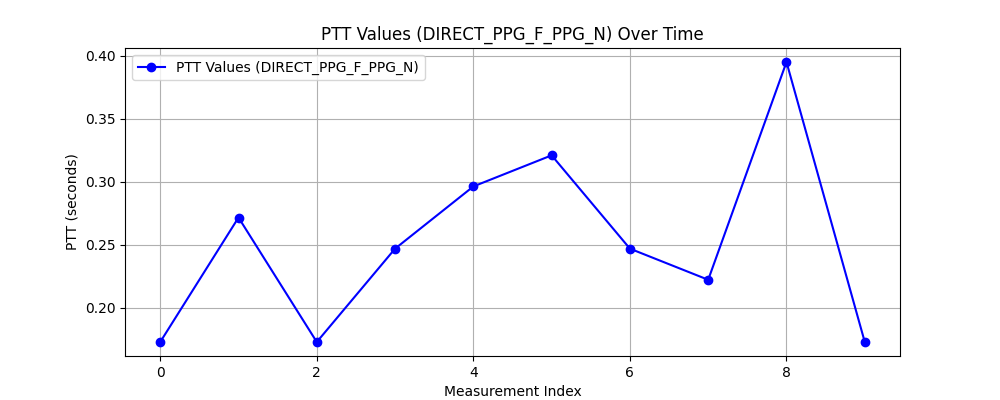 PTT Values (DIRECT_PPG_F_PPG_N) Over Time
PTT Values (DIRECT_PPG_F_PPG_N)
0.40
0.35
0.30
0.25
0.20
PTT (seconds)
0 2 4 6 8
Measurement Index